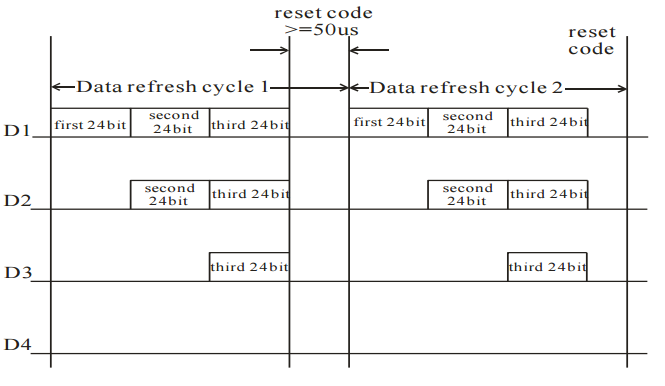 reset code
>=50us
reset
code
Data refresh cycle 1
Data refresh cycle 2
D1
first 24bit
second
24bit
third 24bit
first 24bit
second
24bit
third 24bit
D2
second
24bit
third 24bit
second
24bit
third 24bit
D3
third 24bit
third 24bit
D4